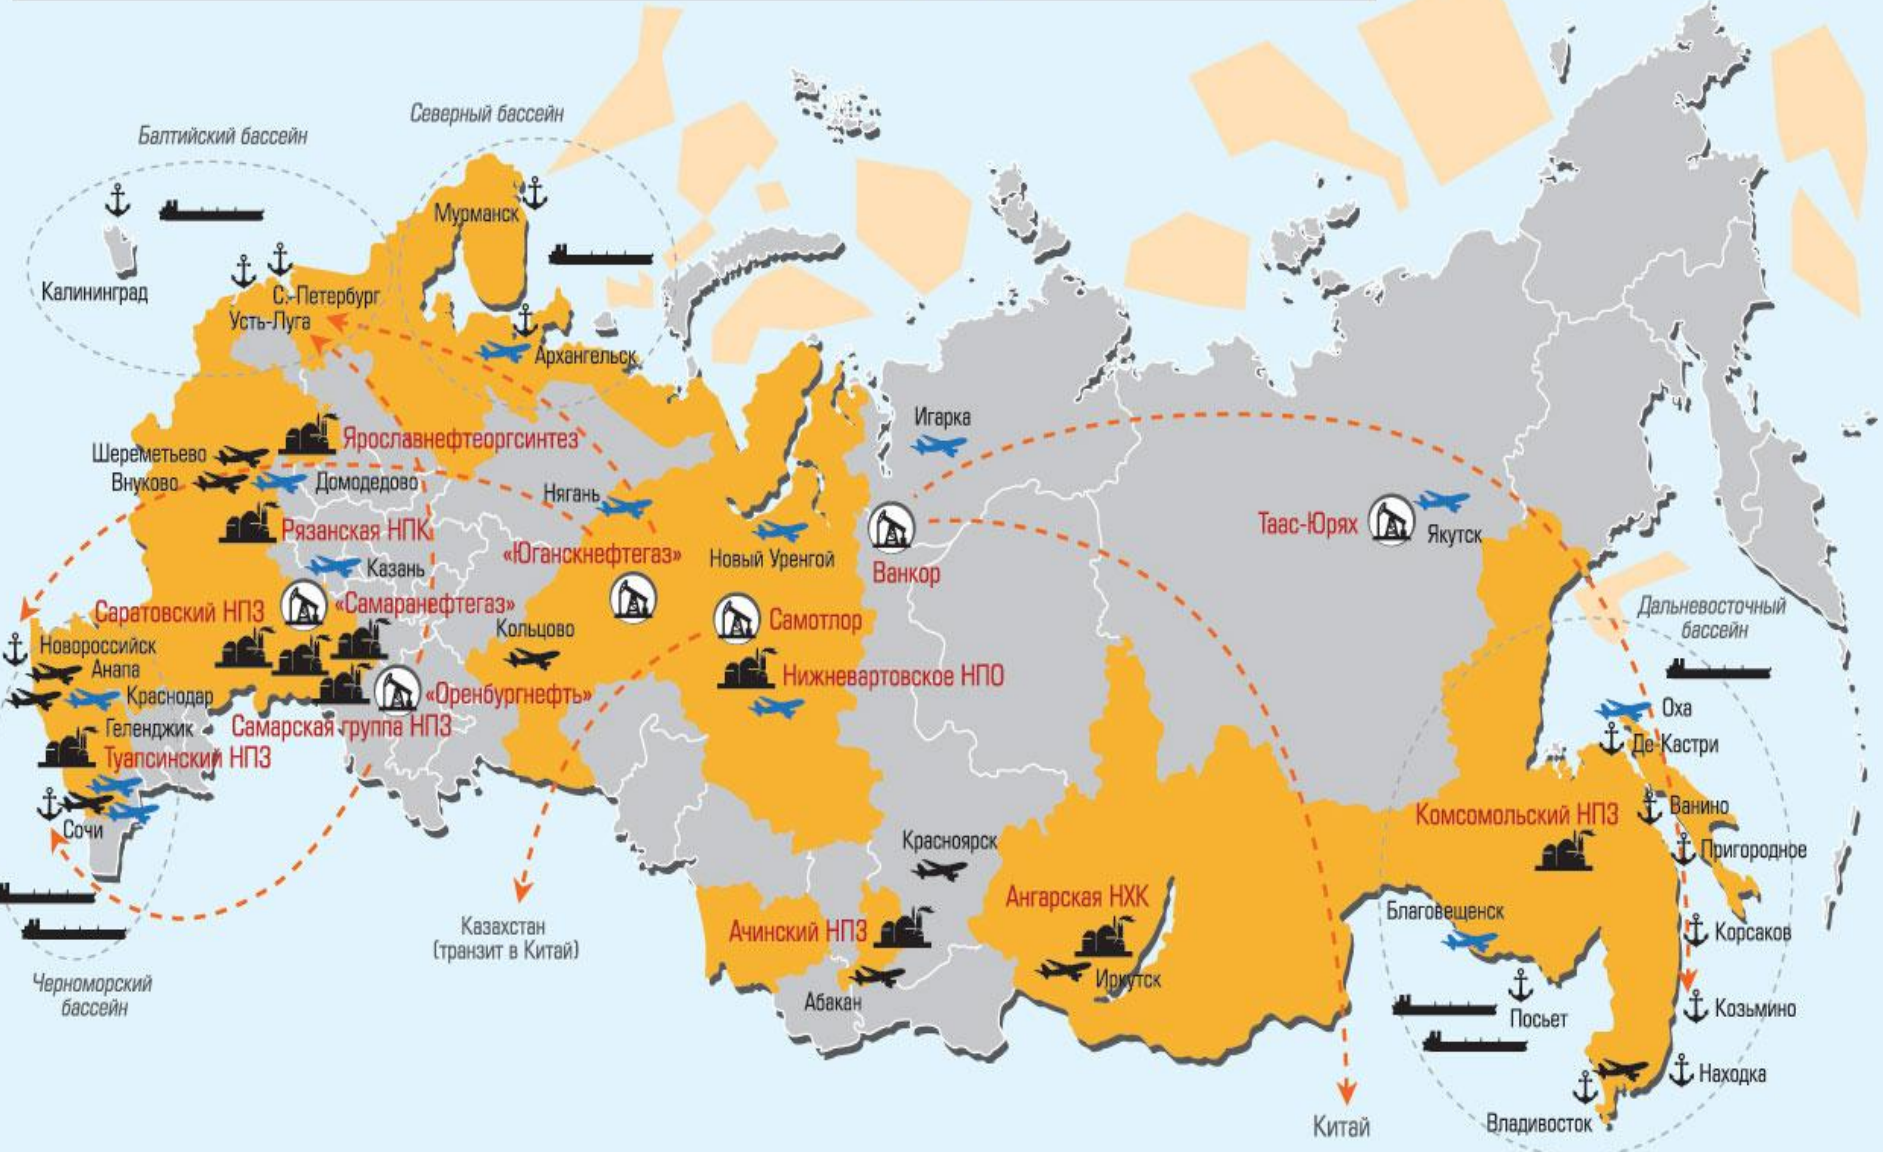 Северный бассейн
Балтийский бассейн
Мурманск
Калининград
С.-Петербург
Усть-Луга
Архангельск
Игарка
Ярославнефтеоргсинтез
Шереметьево
Внуково
Домодедово
Нягань
Рязанская НПК
«Юганскнефтегаз»
Новый Уренгой
Ванкор
Таас-Юрях
Якутск
Казань
Саратовский НПЗ
«Самаранефтегаз»
Кольцово
Самотлор
Дальневосточный
бассейн
Новороссийск
Анапа
Краснодар
«Оренбургнефть»
Нижневартовское НПО
Геленджик
Самарская группа НПЗ
Туапсинский НПЗ
Оха
Де-Кастри
Сочи
Ванино
Комсомольский НПЗ
Пригородное
Красноярск
Ангарская НХК
Казахстан
(транзит в Китай)
Ачинский НПЗ
Благовещенск
Корсаков
Черноморский
бассейн
Абакан
Иркутск
Посьет
Козьмино
Находка
Китай
Владивосток